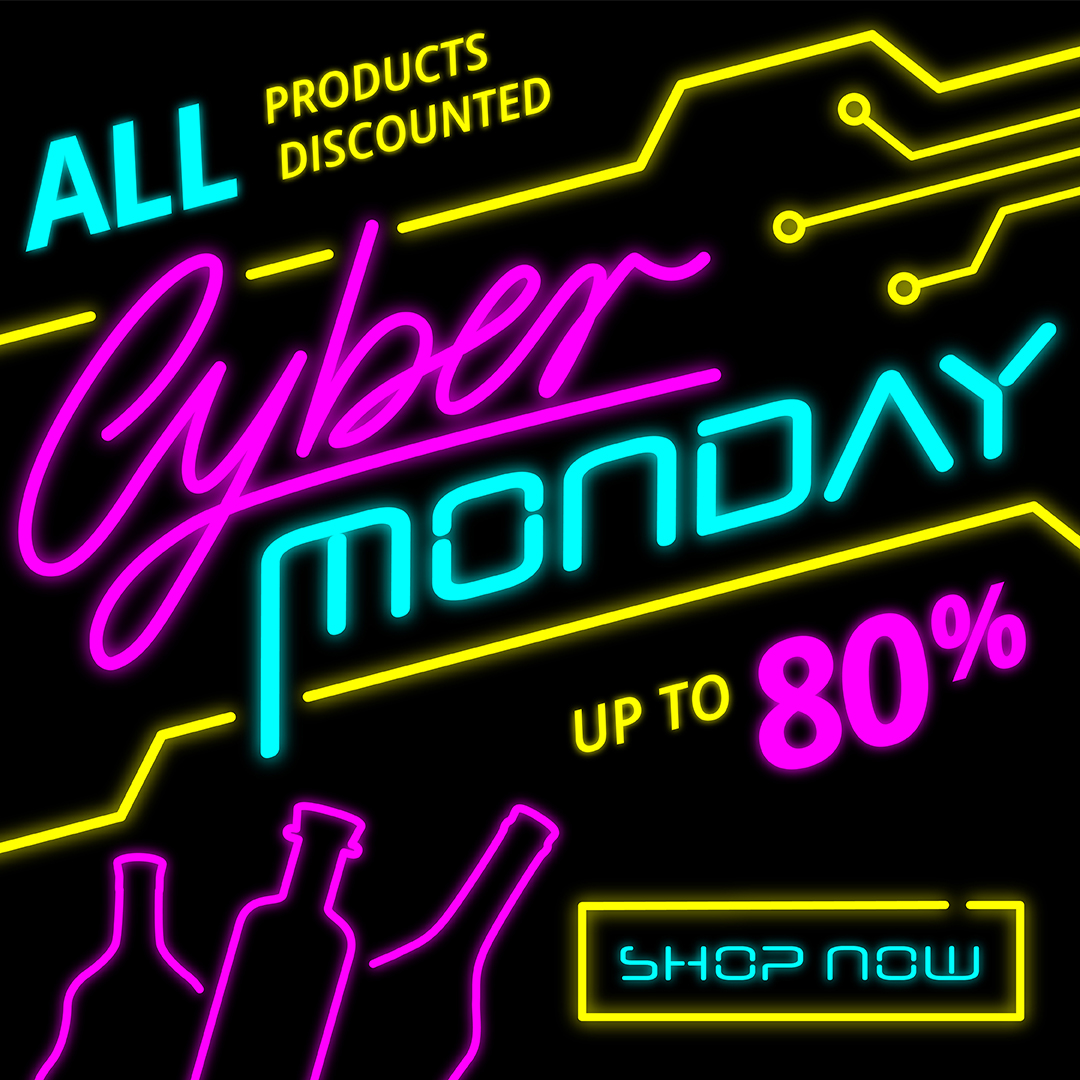 ALL
PRODUCTS
DISCOUNTED
Cyber
MONDAY
UP TO 80%
SHOP NOW